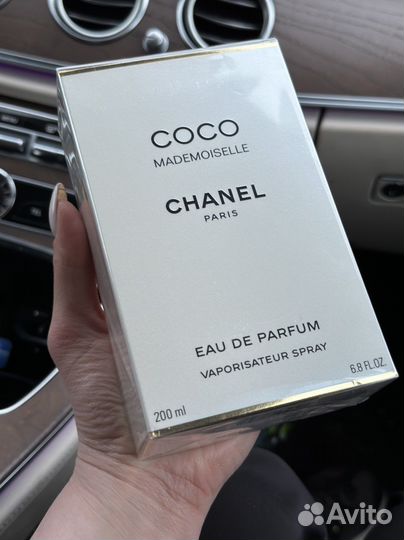 COCO
MADEMOISELLE
CHANEL
PARIS
EAU DE PARFUM
VAPORISATEUR SPRAY
200 ml
6.8 FL.OZ.
Avito